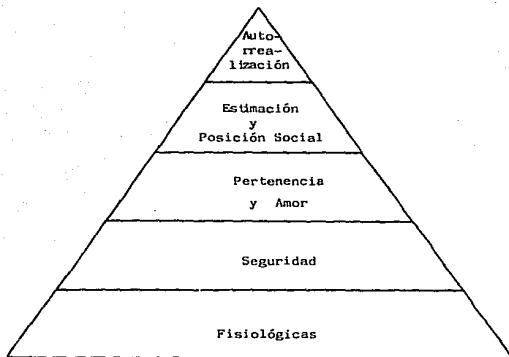 Auto-
rrea-
lización
Estimación
y
Posición Social
Pertenencia
y Amor
Seguridad
Fisiológicas